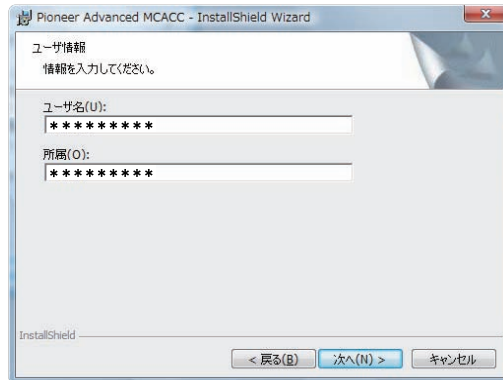 Pioneer Advanced MCACC - InstallShield Wizard
ユーザ情報
情報を入力してください。
ユーザ名(U):
*********
所属(O):
*********
InstallShield
< 戻る(B)
次へ(N) >
キャンセル